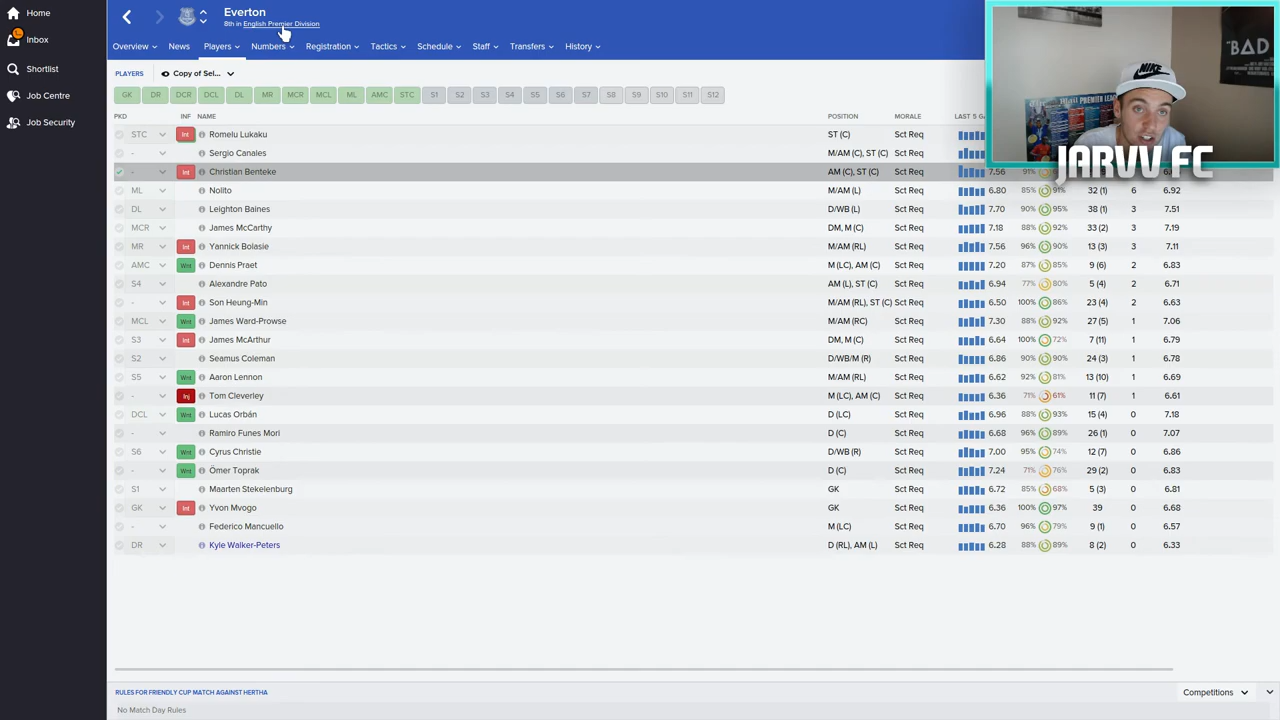 Home
Inbox
Shortlist
Job Centre
Job Security
Everton
8th in English Premier Division
Overview News Players Numbers Registration Tactics Schedule Staff Transfers History
PLAYERS Copy of Sel...
GK DR DCR DCL DL MR MCR MCL ML AMC STC S1 S2 S3 S4 S5 S6 S7 S8 S9 S10 S11 S12
PKD INF NAME POSITION MORALE LAST 5 GA
STC Int Romelu Lukaku ST (C) Sct Req
- Sergio Canales M/AM (C), ST (C) Sct Req
- Int Christian Benteke AM (C), ST (C) Sct Req 7.56 91%
ML Nolito M/AM (L) Sct Req 6.80 85% 91% 32 (1) 6 6.92
DL Leighton Baines D/WB (L) Sct Req 7.70 90% 95% 38 (1) 3 7.51
MCR James McCarthy DM, M (C) Sct Req 7.18 88% 92% 33 (2) 3 7.19
MR Int Yannick Bolasie M/AM (RL) Sct Req 7.56 96% 90% 13 (3) 3 7.11
AMC Wnt Dennis Praet M (LC), AM (C) Sct Req 7.20 87% 85% 9 (6) 2 6.83
S4 Alexandre Pato AM (L), ST (C) Sct Req 6.94 77% 80% 5 (4) 2 6.71
- Int Son Heung-Min M/AM (RL), ST (C) Sct Req 6.50 100% 86% 23 (4) 2 6.63
MCL Wnt James Ward-Prowse M/AM (RC) Sct Req 7.30 88% 92% 27 (5) 1 7.06
S3 Int James McArthur DM, M (C) Sct Req 6.64 100% 72% 7 (11) 1 6.79
S2 Seamus Coleman D/WB/M (R) Sct Req 6.86 90% 90% 24 (3) 1 6.78
S5 Wnt Aaron Lennon M/AM (RL) Sct Req 6.62 92% 81% 13 (10) 1 6.69
- Inj Tom Cleverley M (LC), AM (C) Sct Req 6.36 71% 61% 11 (7) 1 6.61
DCL Wnt Lucas Orbán D (LC) Sct Req 6.96 88% 93% 15 (4) 0 7.18
- Ramiro Funes Mori D (C) Sct Req 6.68 96% 89% 26 (1) 0 7.07
S6 Wnt Cyrus Christie D/WB (R) Sct Req 7.00 95% 74% 12 (7) 0 6.86
- Wnt Ömer Toprak D (C) Sct Req 7.24 71% 76% 29 (2) 0 6.83
S1 Maarten Stekelenburg GK Sct Req 6.72 85% 68% 5 (3) 0 6.81
GK Int Yvon Mvogo GK Sct Req 6.36 100% 97% 39 0 6.68
- Federico Mancuello M (LC) Sct Req 6.70 96% 79% 9 (1) 0 6.57
DR Kyle Walker-Peters D (RL), AM (L) Sct Req 6.28 88% 89% 8 (2) 0 6.33
RULES FOR FRIENDLY CUP MATCH AGAINST HERTHA
Competitions
No Match Day Rules
"BAD
JARVV FC